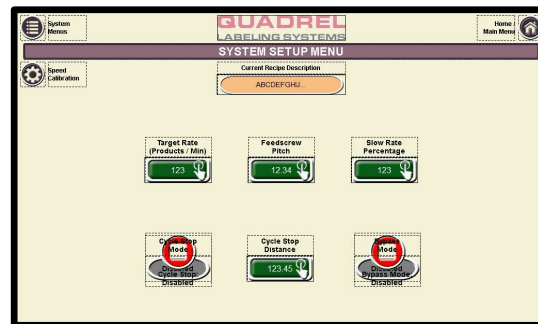 System
Menus
QUADREL
LABELING SYSTEMS
Home /
Main Menu
SYSTEM SETUP MENU
Speed
Calibration
Current Recipe Description
ABCDEFGHIJ...
Target Rate
(Products / Min)
123
Feedscrew
Pitch
12.34
Slow Rate
Percentage
123
Cycle Stop
Mode
Disabled
Cycle Stop:
Disabled
Cycle Stop
Distance
123.45
Bypass
Mode
Disabled
Bypass Mode:
Disabled